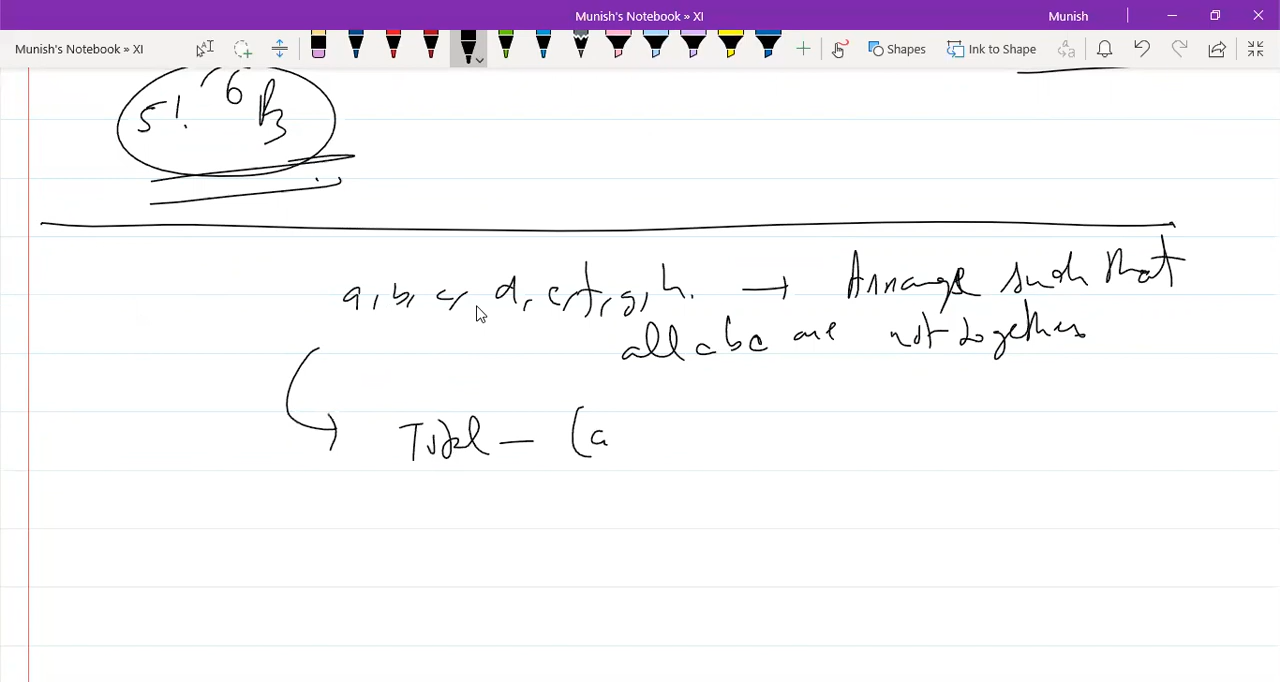 Munish's Notebook » XI
Munish
Munish's Notebook » XI
Shapes
Ink to Shape
5! , 6P3
a, b, c, d, e, f, g, h. → Arrange such that
all abc are not together
Total — (a